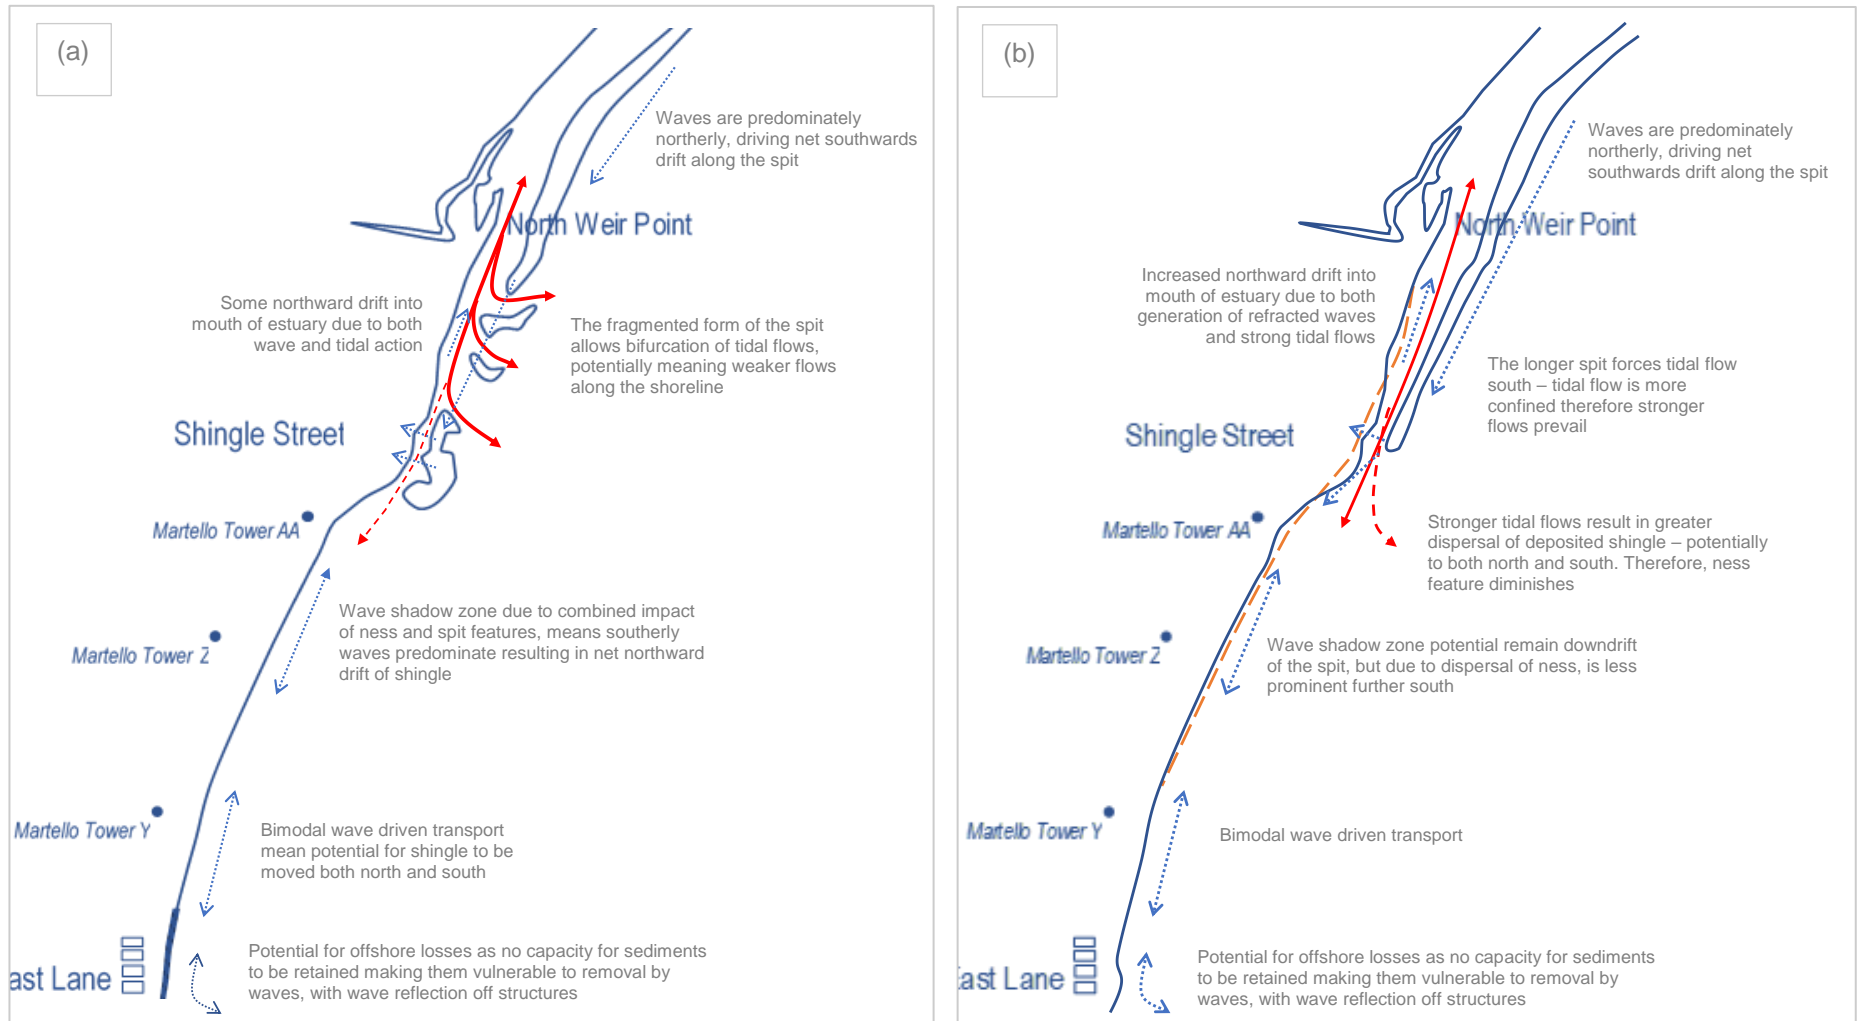 (a)
Waves are predominately
northerly, driving net southwards
drift along the spit
North Weir Point
Some northward drift into
mouth of estuary due to both
wave and tidal action
The fragmented form of the spit
allows bifurcation of tidal flows,
potentially meaning weaker flows
along the shoreline
Shingle Street
Martello Tower AA
Wave shadow zone due to combined impact
of ness and spit features, means southerly
waves predominate resulting in net northward
drift of shingle
Martello Tower Z
Martello Tower Y
Bimodal wave driven transport
mean potential for shingle to be
moved both north and south
Potential for offshore losses as no capacity for sediments
to be retained making them vulnerable to removal by
waves, with wave reflection off structures
ast Lane
(b)
Waves are predominately
northerly, driving net
southwards drift along the spit
North Weir Point
Increased northward drift into
mouth of estuary due to both
generation of refracted waves
and strong tidal flows
The longer spit forces tidal flow
south – tidal flow is more
confined therefore stronger
flows prevail
Shingle Street
Martello Tower AA
Stronger tidal flows result in greater
dispersal of deposited shingle – potentially
to both north and south. Therefore, ness
feature diminishes
Martello Tower Z
Wave shadow zone potential remain downdrift
of the spit, but due to dispersal of ness, is less
prominent further south
Martello Tower Y
Bimodal wave driven transport
Potential for offshore losses as no capacity for sediments
to be retained making them vulnerable to removal by
waves, with wave reflection off structures
East Lane